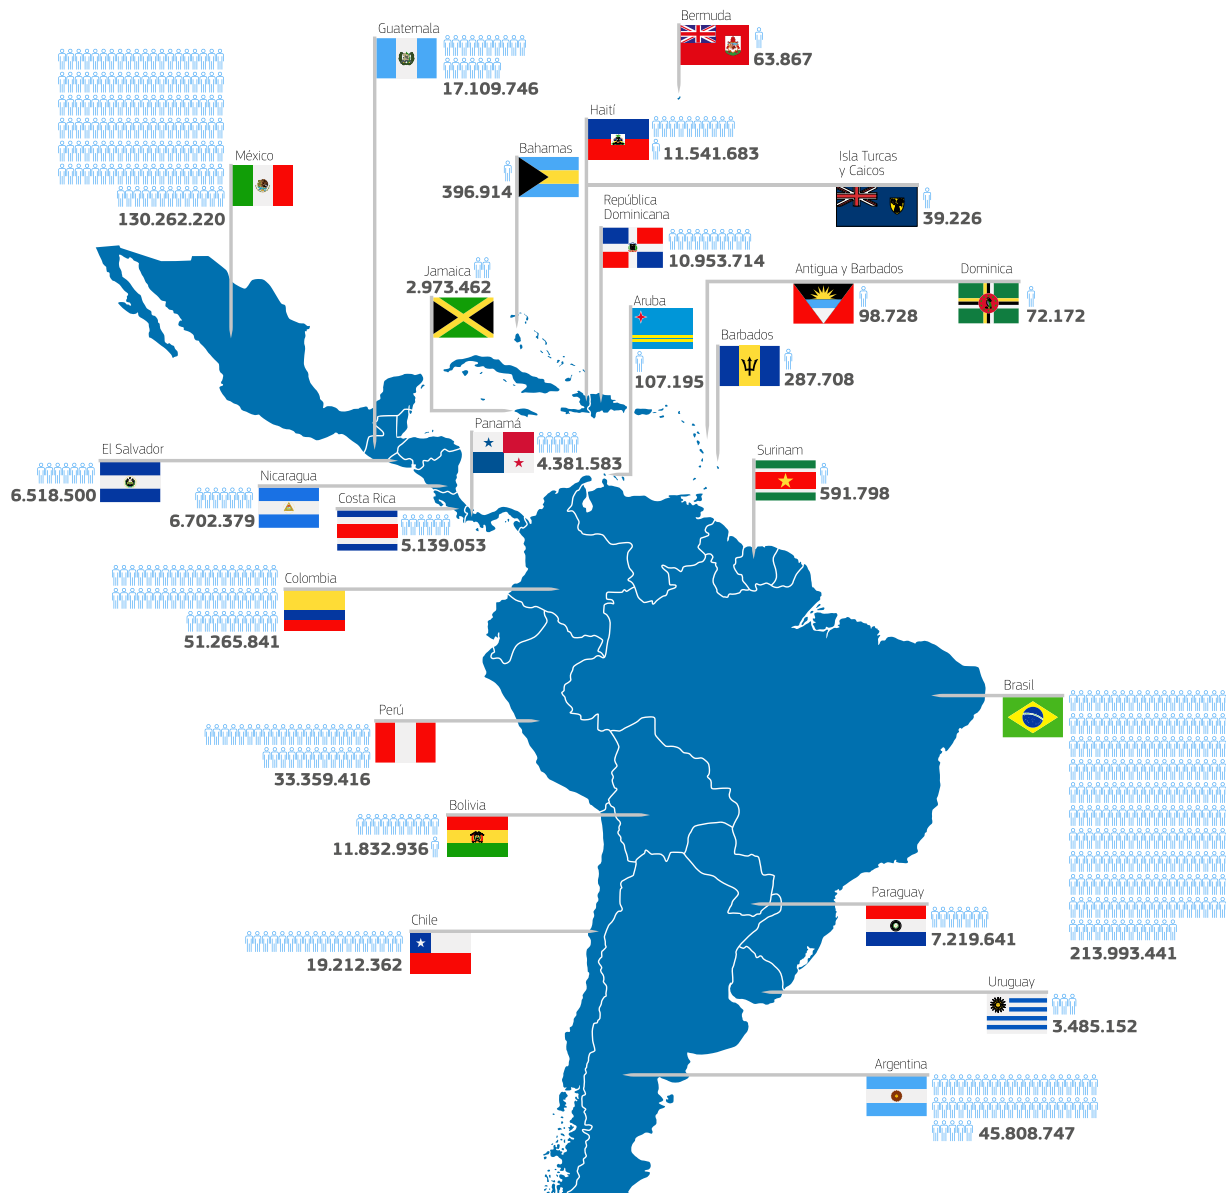 Bermuda
63.867
Guatemala
17.109.746
Haití
11.541.683
México
130.262.220
Bahamas
396.914
Isla Turcas
y Caicos
39.226
República
Dominicana
10.953.714
Jamaica
2.973.462
Antigua y Barbados
98.728
Dominica
72.172
Aruba
107.195
Barbados
287.708
Panamá
4.381.583
El Salvador
6.518.500
Surinam
591.798
Nicaragua
6.702.379
Costa Rica
5.139.053
Colombia
51.265.841
Brasil
213.993.441
Perú
33.359.416
Bolivia
11.832.936
Paraguay
7.219.641
Chile
19.212.362
Uruguay
3.485.152
Argentina
45.808.747